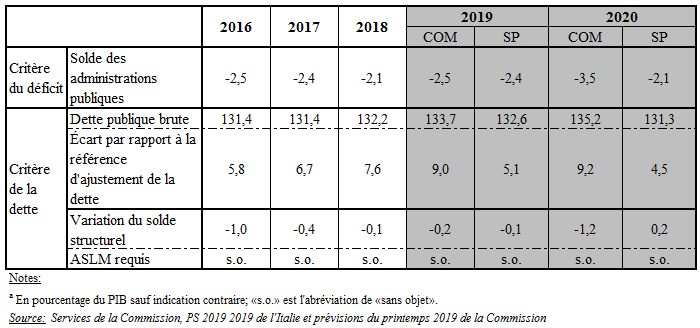 2016 2017 2018 2019 2020
COM SP COM SP
Critère du déficit
Solde des administrations publiques
-2,5 -2,4 -2,1 -2,5 -2,4 -3,5 -2,1
Critère de la dette
Dette publique brute 131,4 131,4 132,2 133,7 132,6 135,2 131,3
Écart par rapport à la référence d'ajustement de la dette
5,8 6,7 7,6 9,0 5,1 9,2 4,5
Variation du solde structurel
-1,0 -0,4 -0,1 -0,2 -0,1 -1,2 0,2
ASLM requis s.o. s.o. s.o. s.o. s.o. s.o. s.o.
Notes:
a En pourcentage du PIB sauf indication contraire; «s.o.» est l'abréviation de «sans objet».
Source: Services de la Commission, PS 2019 2019 de l'Italie et prévisions du printemps 2019 de la Commission